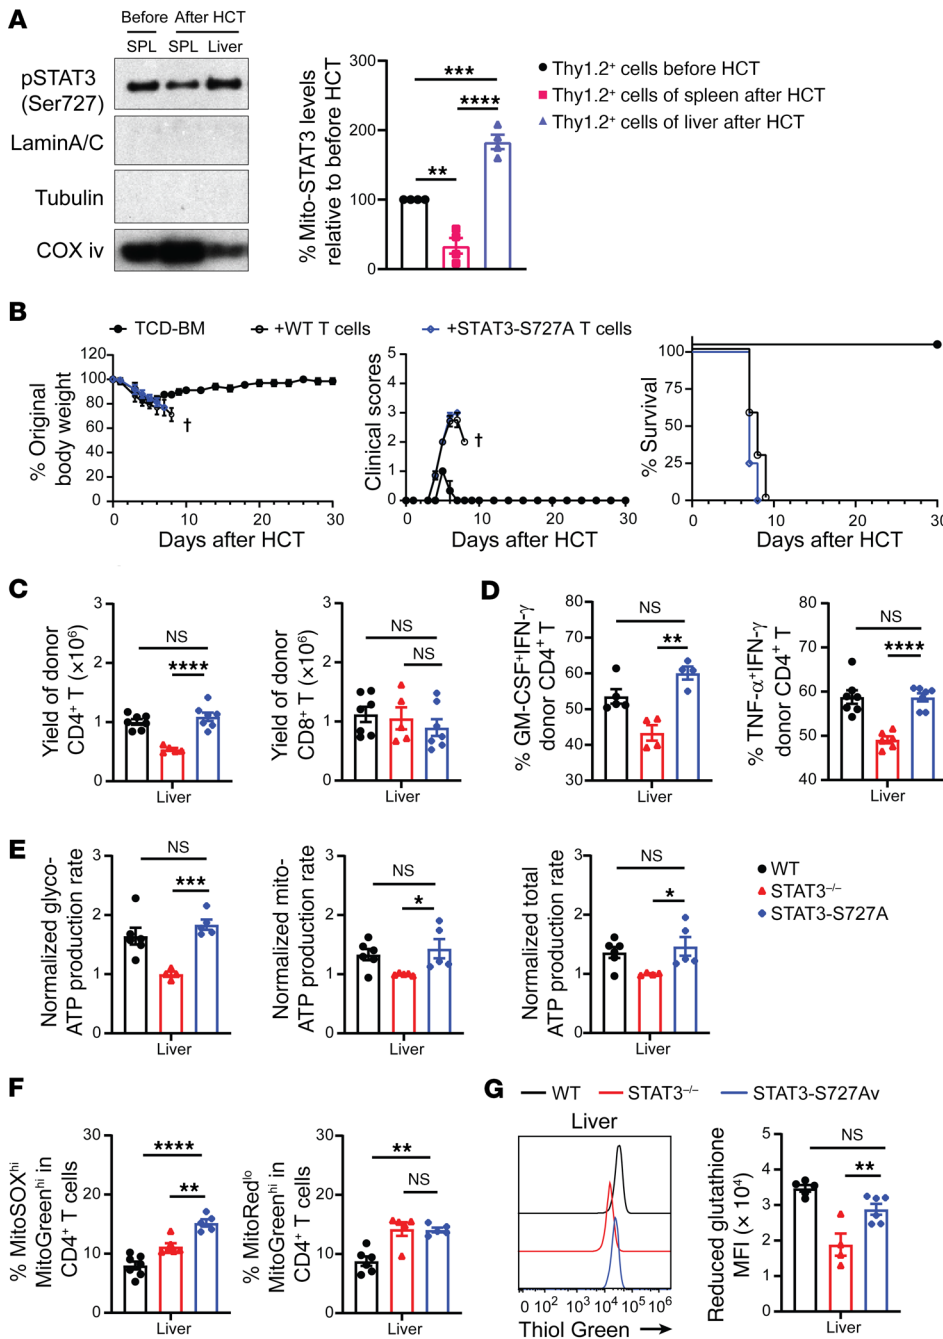 A
Before After HCT
SPL SPL Liver
pSTAT3
(Ser727)
LaminA/C
Tubulin
COX iv
% Mito-STAT3 levels
relative to before HCT
300
200
100
0
***
****
**
Thy1.2⁺ cells before HCT
Thy1.2⁺ cells of spleen after HCT
Thy1.2⁺ cells of liver after HCT
B
TCD-BM +WT T cells +STAT3-S727A T cells
% Original
body weight
120
100
80
60
40
20
0
†
0 10 20 30
Days after HCT
Clinical scores
5
4
3
2
1
0
†
0 10 20 30
Days after HCT
% Survival
100
75
50
25
0
0 10 20 30
Days after HCT
C
Yield of donor
CD4⁺ T (×10⁶)
3
2
1
0
NS
****
Liver
Yield of donor
CD8⁺ T (×10⁶)
3
2
1
0
NS
NS
Liver
D
% GM-CSF⁺IFN-γ
donor CD4⁺ T
80
70
60
50
40
30
NS
**
Liver
% TNF-α⁺IFN-γ
donor CD4⁺ T
80
70
60
50
40
NS
****
Liver
E
Normalized glyco-
ATP production rate
3
2
1
0
NS
***
Liver
Normalized mito-
ATP production rate
3
2
1
0
NS
*
Liver
Normalized total
ATP production rate
3
2
1
0
NS
*
Liver
WT
STAT3⁻/⁻
STAT3-S727A
F
% MitoSOXʰⁱ
MitoGreenʰⁱ in
CD4⁺ T cells
30
20
10
0
****
**
Liver
% MitoRedˡᵒ
MitoGreenʰⁱ in
CD4⁺ T cells
30
20
10
0
**
NS
Liver
G
WT STAT3⁻/⁻ STAT3-S727Av
Liver
0 10² 10³ 10⁴ 10⁵ 10⁶
Thiol Green
Reduced glutathione
MFI (× 10⁴)
5
4
3
2
1
0
NS
**
Liver